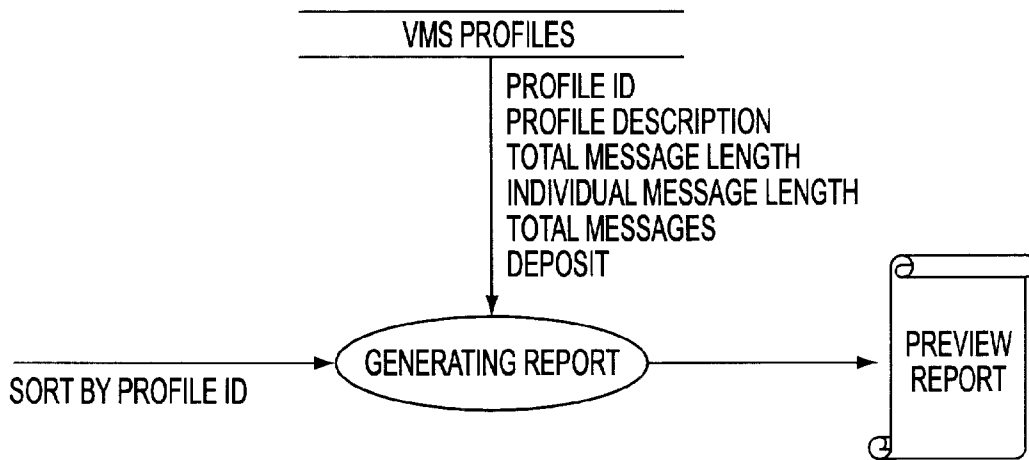 VMS PROFILES
PROFILE ID
PROFILE DESCRIPTION
TOTAL MESSAGE LENGTH
INDIVIDUAL MESSAGE LENGTH
TOTAL MESSAGES
DEPOSIT
GENERATING REPORT
SORT BY PROFILE ID
PREVIEW
REPORT